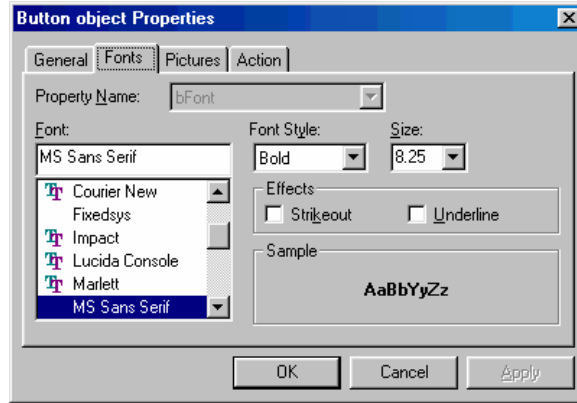 Button object Properties
General Fonts Pictures Action
Property Name: bFont
Font: Font Style: Size:
MS Sans Serif Bold 8.25
Courier New
Fixedsys
Impact
Lucida Console
Marlett
MS Sans Serif
Effects
Strikeout Underline
Sample
AaBbYyZz
OK Cancel Apply